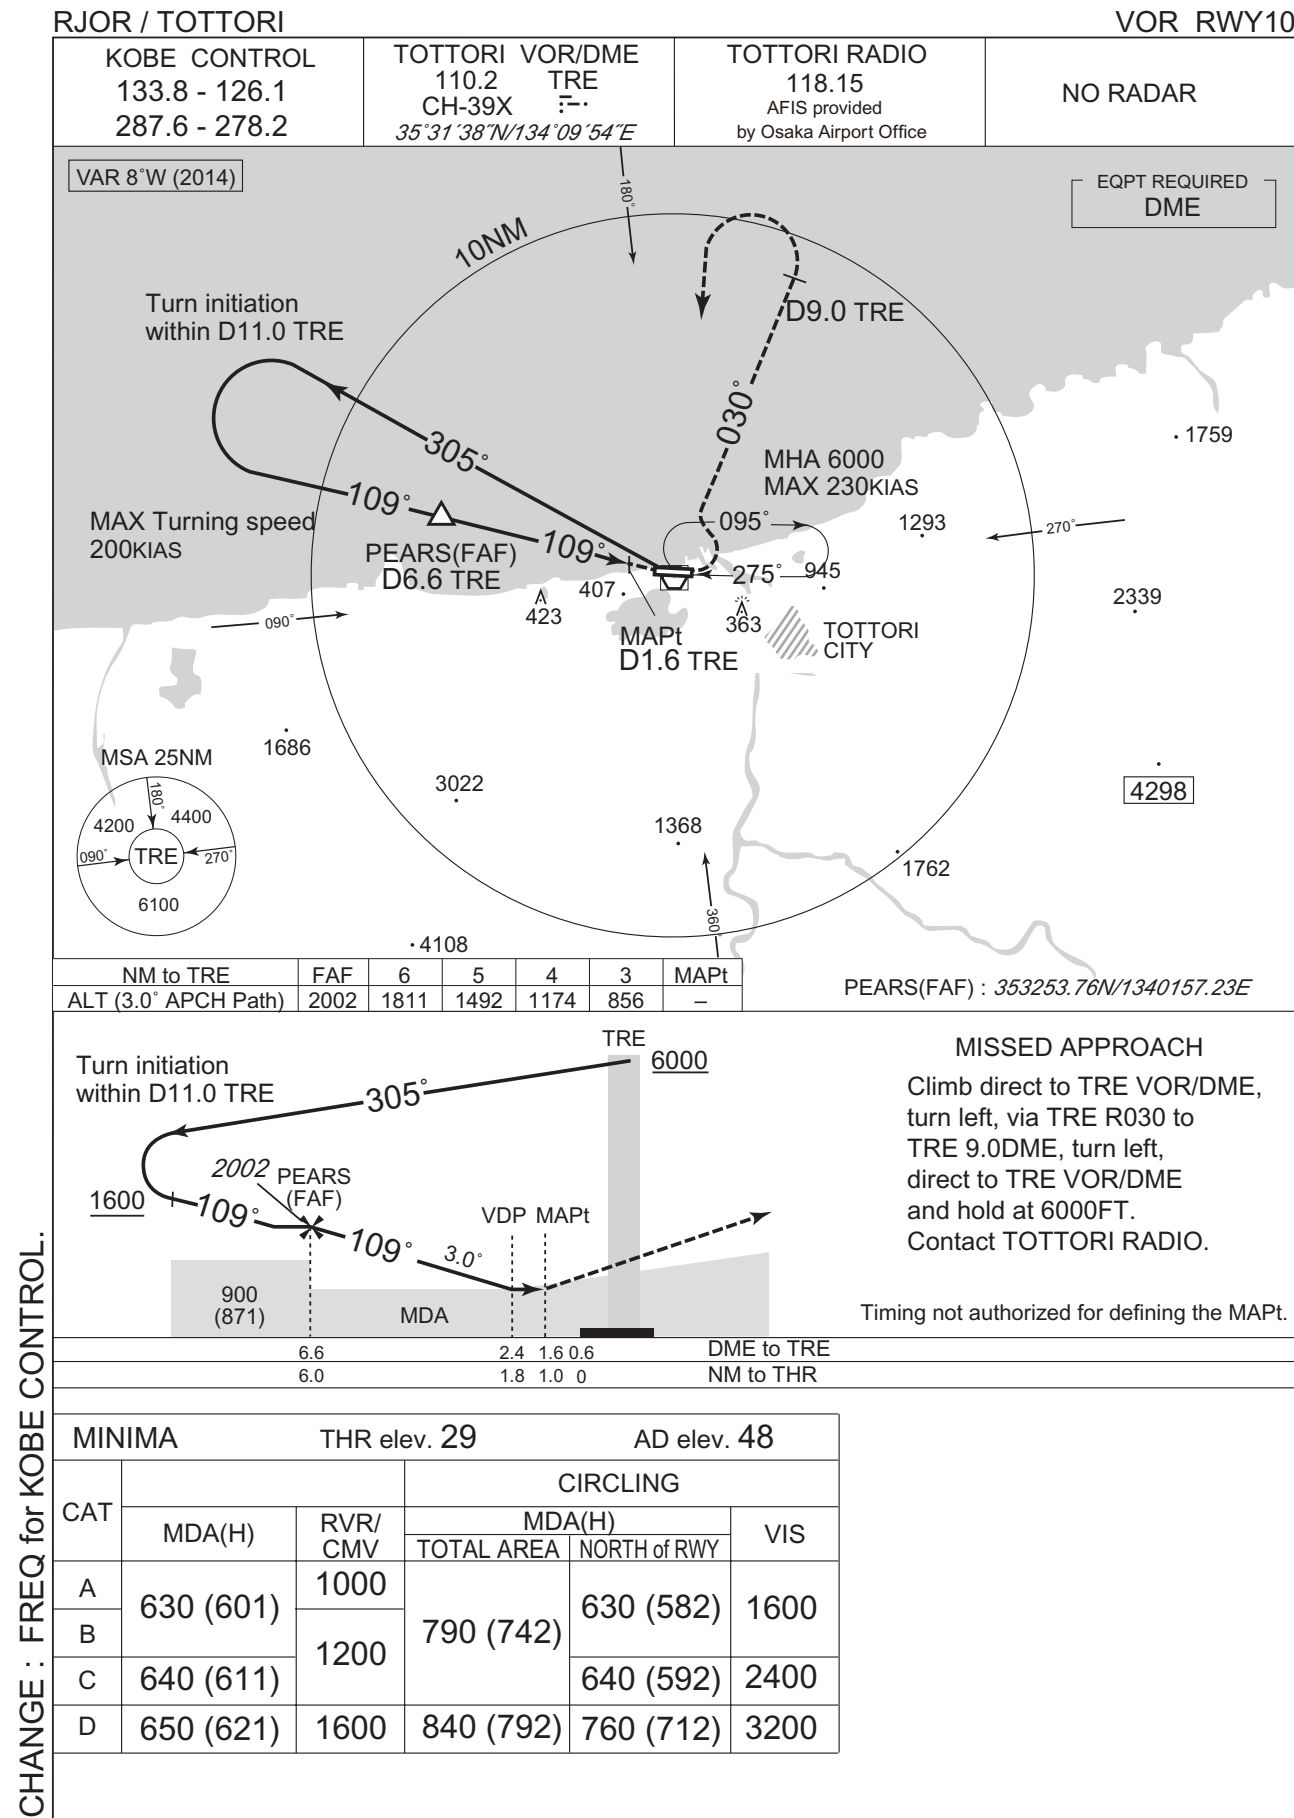 RJOR / TOTTORI
VOR RWY10
KOBE CONTROL
133.8 - 126.1
287.6 - 278.2
TOTTORI VOR/DME
110.2 TRE
CH-39X
35°31´38˝N/134°09´54˝E
TOTTORI RADIO
118.15
AFIS provided
by Osaka Airport Office
NO RADAR
VAR 8°W (2014)
EQPT REQUIRED
DME
180°
10NM
Turn initiation
within D11.0 TRE
D9.0 TRE
030°
305°
1759
MHA 6000
MAX 230KIAS
109°
MAX Turning speed
200KIAS
095°
1293
270°
PEARS(FAF)
D6.6 TRE
109°
275°
945
407
423
363
2339
090°
MAPt
D1.6 TRE
TOTTORI
CITY
1686
MSA 25NM
180°
4200
4400
090°
TRE
270°
6100
3022
4298
1368
1762
360°
4108
NM to TRE FAF 6 5 4 3 MAPt
ALT (3.0° APCH Path) 2002 1811 1492 1174 856 –
PEARS(FAF) : 353253.76N/1340157.23E
TRE
6000
Turn initiation
within D11.0 TRE
305°
2002
PEARS
(FAF)
1600
109°
VDP MAPt
109°
3.0°
900
(871)
MDA
MISSED APPROACH
Climb direct to TRE VOR/DME,
turn left, via TRE R030 to
TRE 9.0DME, turn left,
direct to TRE VOR/DME
and hold at 6000FT.
Contact TOTTORI RADIO.
Timing not authorized for defining the MAPt.
6.6 2.4 1.6 0.6 DME to TRE
6.0 1.8 1.0 0 NM to THR
MINIMA THR elev. 29 AD elev. 48
CAT
MDA(H)
RVR/
CMV
CIRCLING
MDA(H)
TOTAL AREA NORTH of RWY
VIS
A 630 (601) 1000 790 (742) 630 (582) 1600
B 1200
C 640 (611) 640 (592) 2400
D 650 (621) 1600 840 (792) 760 (712) 3200
CHANGE : FREQ for KOBE CONTROL.